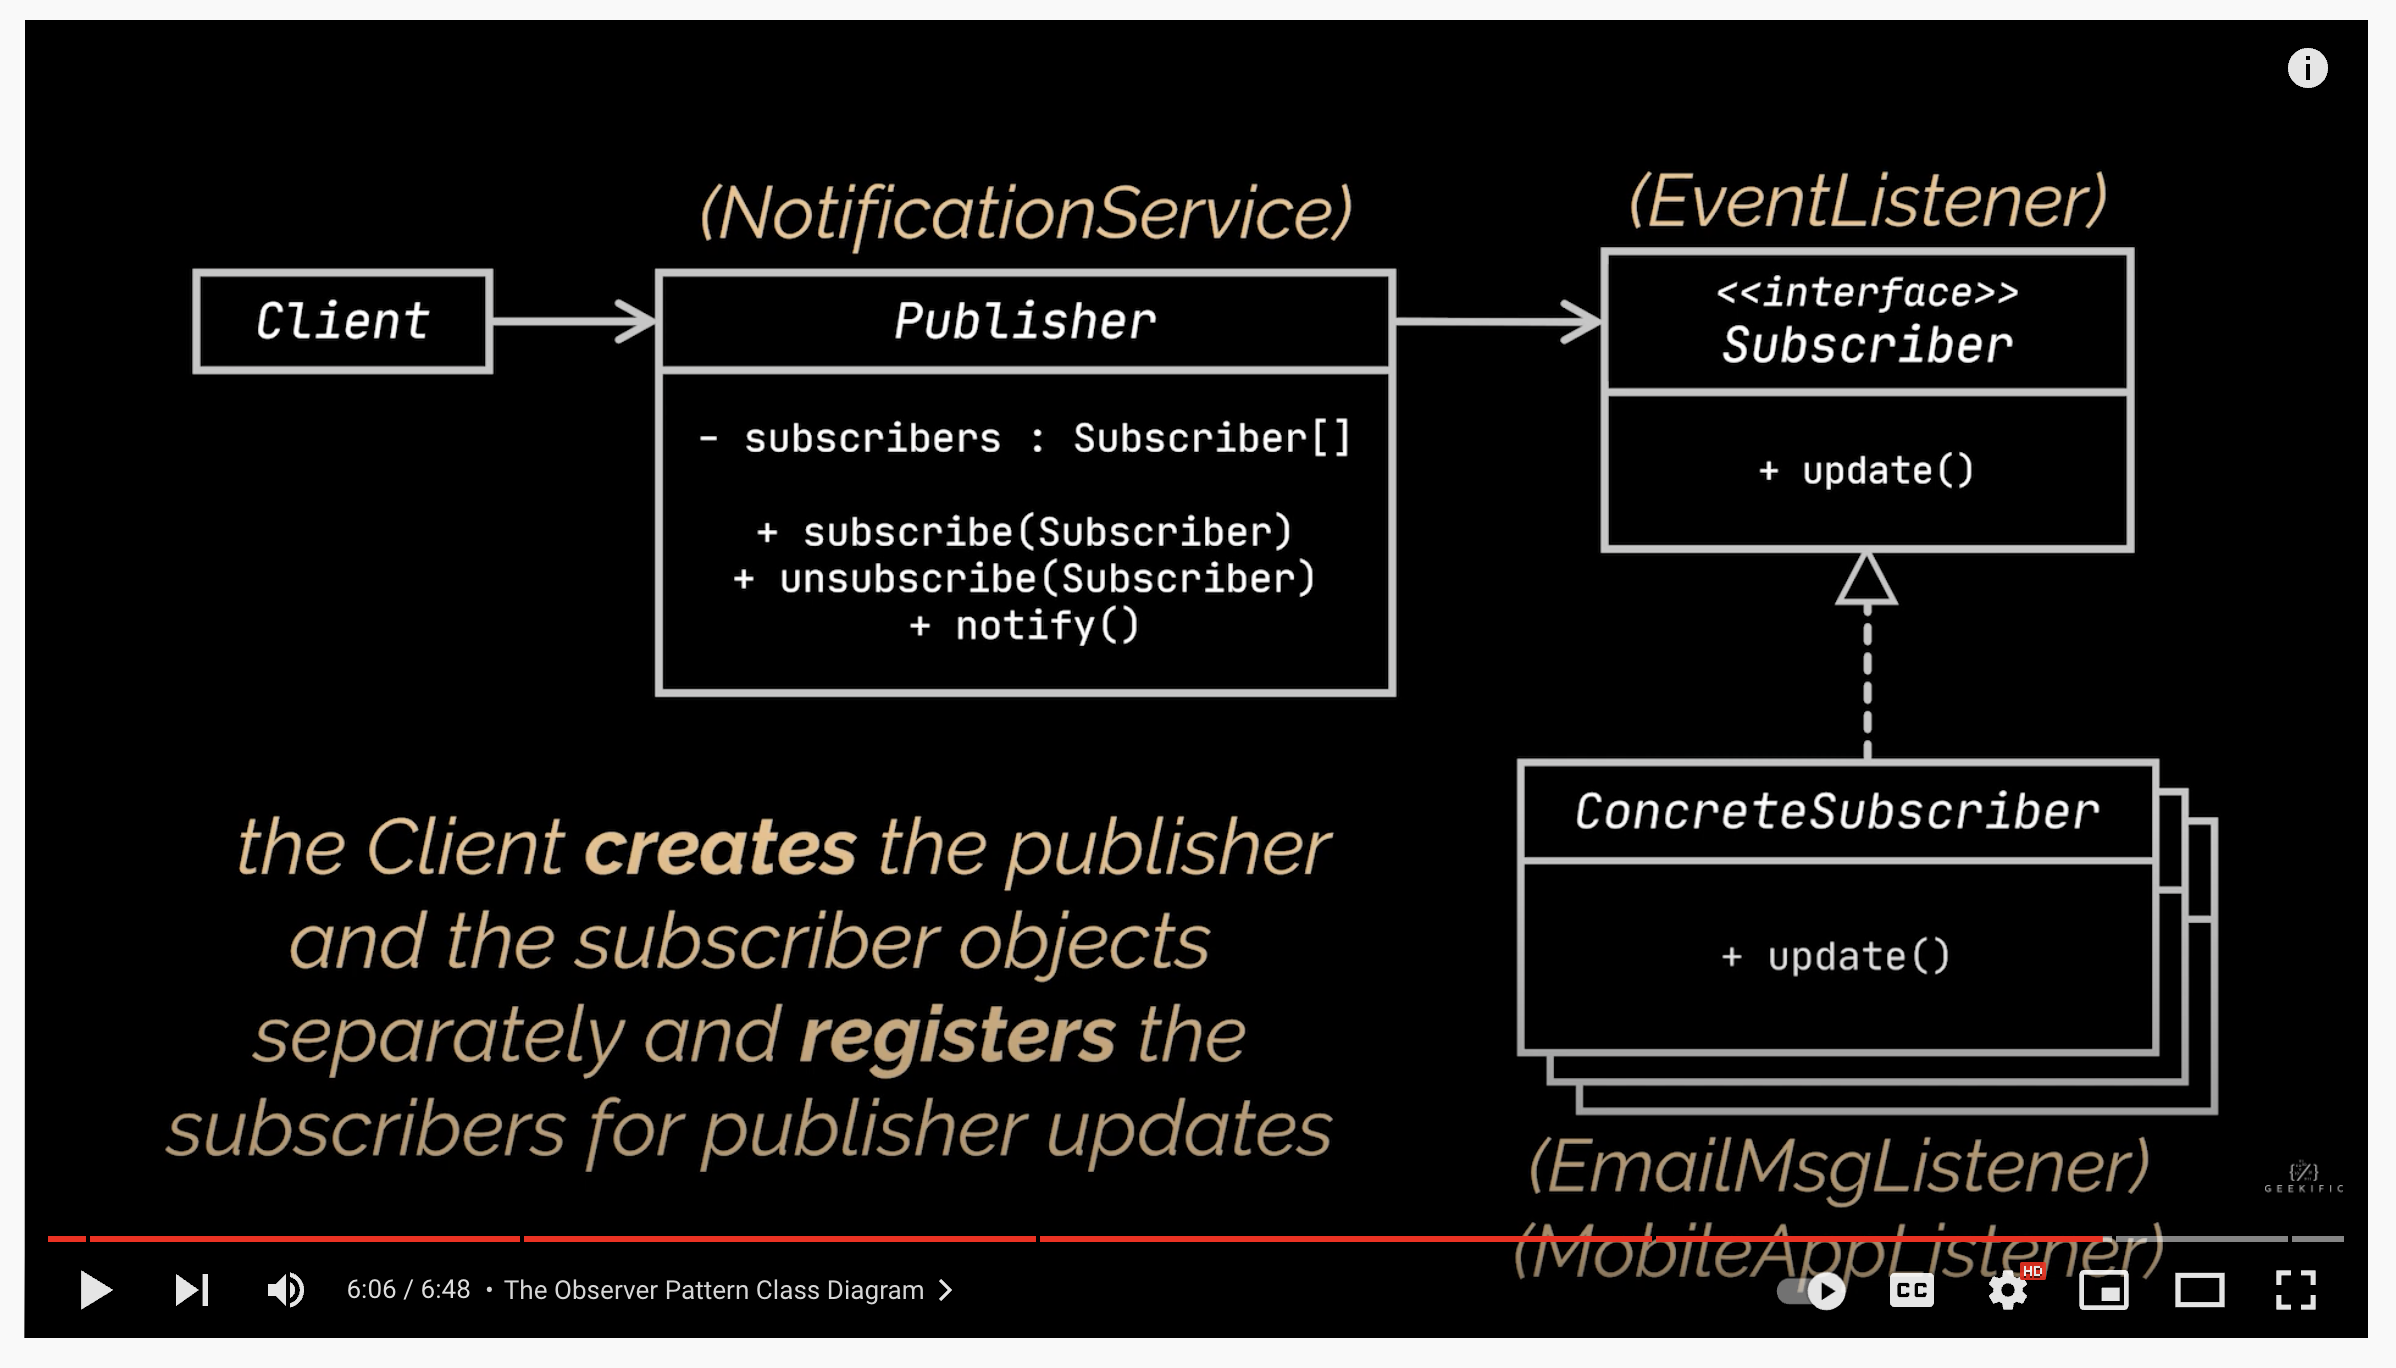 (NotificationService)
(EventListener)
Client
Publisher
<<interface>>
Subscriber
- subscribers : Subscriber[]
+ subscribe(Subscriber)
+ unsubscribe(Subscriber)
+ notify()
+ update()
ConcreteSubscriber
+ update()
the Client creates the publisher
and the subscriber objects
separately and registers the
subscribers for publisher updates
(EmailMsgListener)
(MobileAppListener)
{%}
GEEKIFIC
6:06 / 6:48 • The Observer Pattern Class Diagram
CC
HD